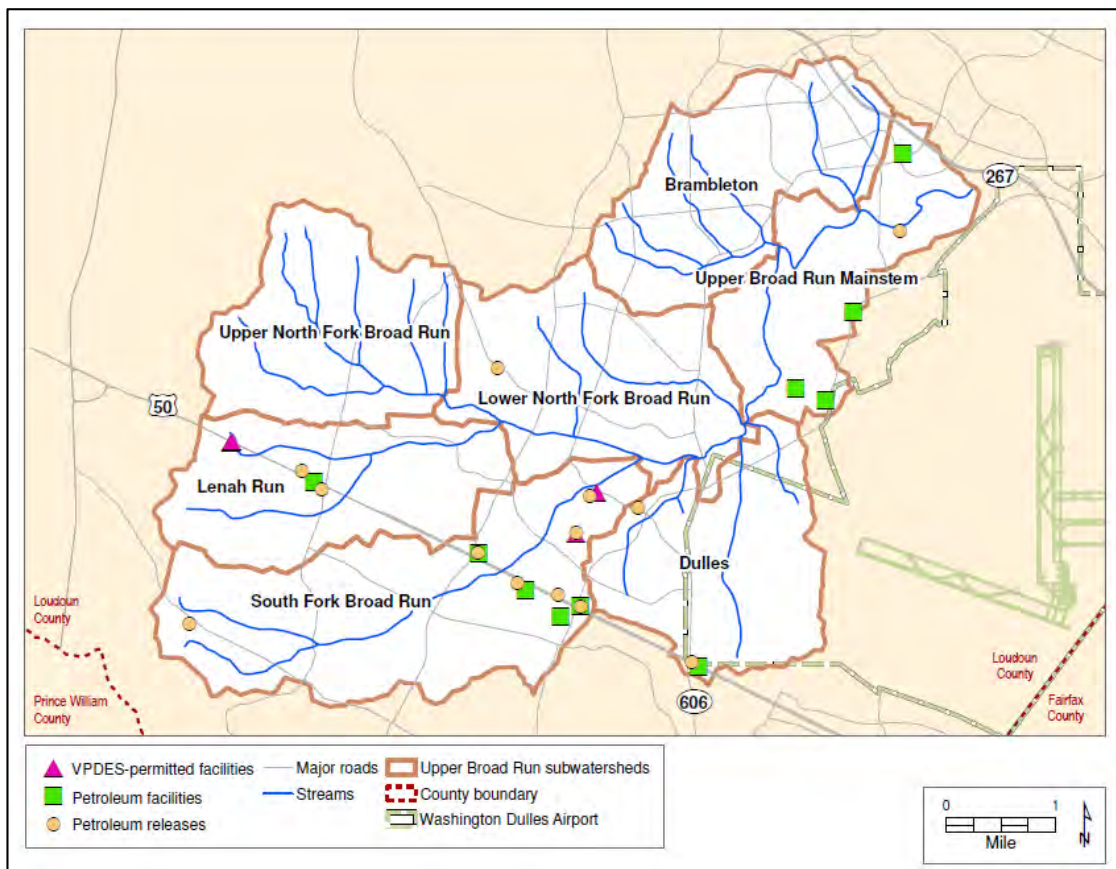 Brambleton
267
Upper Broad Run Mainstem
Upper North Fork Broad Run
50
Lower North Fork Broad Run
Lenah Run
Dulles
South Fork Broad Run
Loudoun
County
Prince William
County
606
Loudoun
County
Fairfax
County
VPDES-permitted facilities
Petroleum facilities
Petroleum releases
Major roads
Streams
Upper Broad Run subwatersheds
County boundary
Washington Dulles Airport
0 1
Mile
N